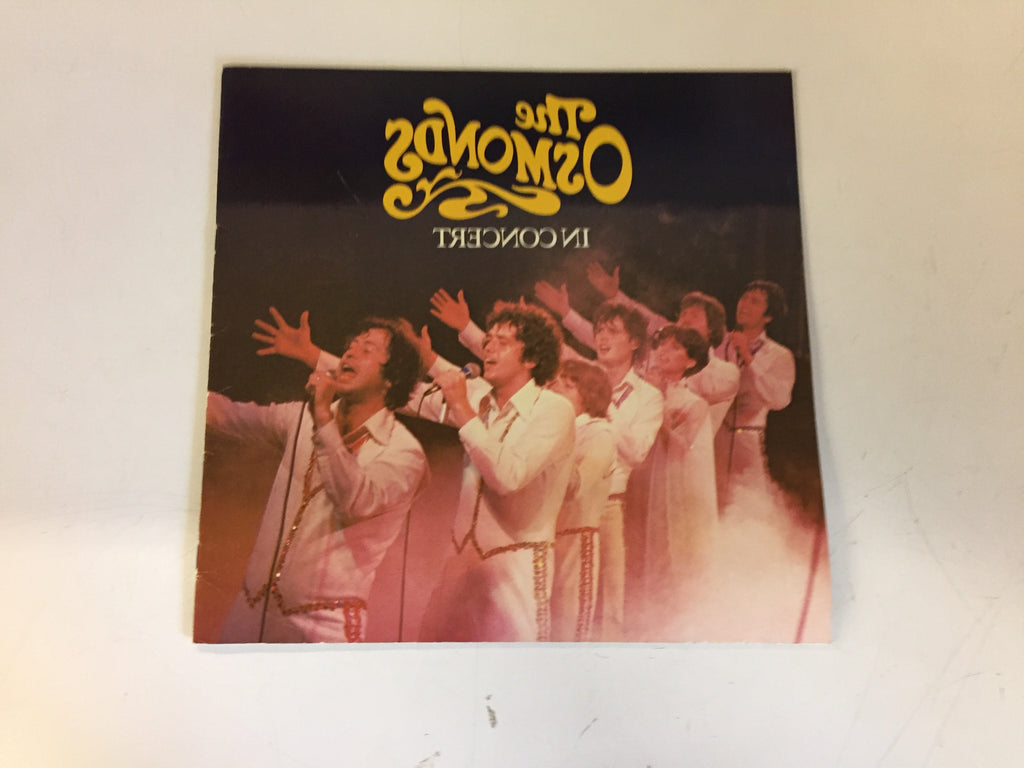 The
OSMONDS
IN CONCERT